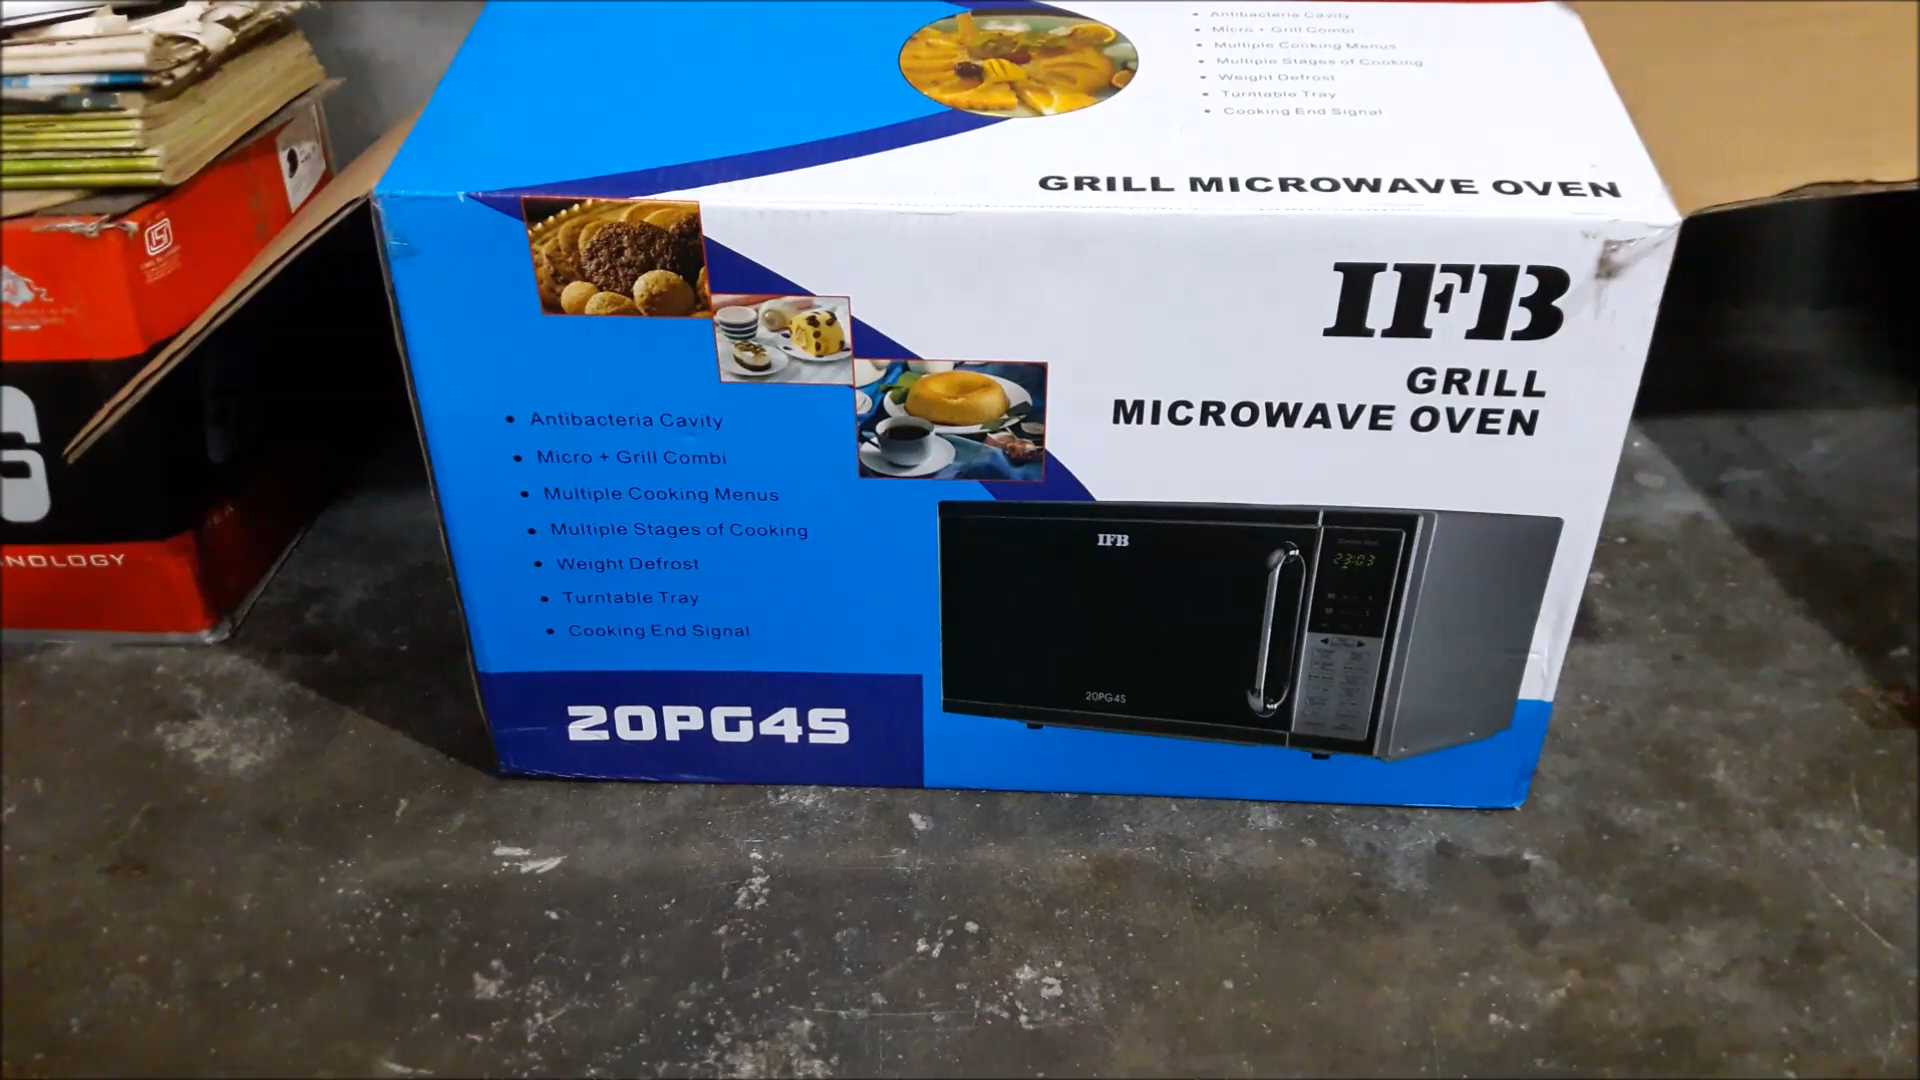 Antibacteria Cavity
Micro + Grill Combi
Multiple Cooking Menus
Multiple Stages of Cooking
Weight Defrost
Turntable Tray
Cooking End Signal
GRILL MICROWAVE OVEN
IFB
GRILL
MICROWAVE OVEN
Antibacteria Cavity
Micro + Grill Combi
Multiple Cooking Menus
Multiple Stages of Cooking
Weight Defrost
Turntable Tray
Cooking End Signal
20PG4S
IFB
23:03
20PG4S
NOLOGY